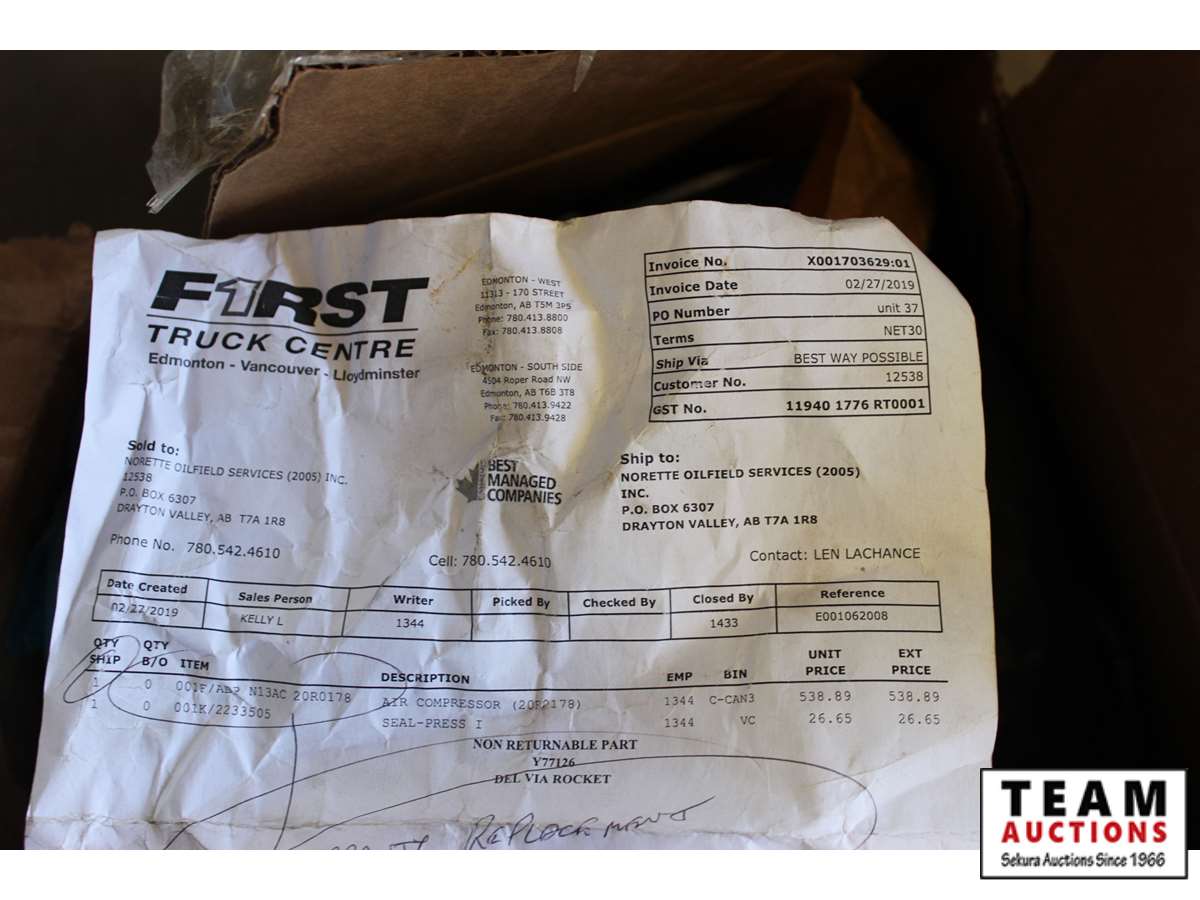 F1RST
TRUCK CENTRE
Edmonton - Vancouver - Lloydminster
EDMONTON - WEST
11313 - 170 STREET
Edmonton, AB T5M 3P5
Phone: 780.413.8800
Fax: 780.413.8808
EDMONTON - SOUTH SIDE
4504 Roper Road NW
Edmonton, AB T6B 3T8
Phone: 780.413.9422
Fax: 780.413.9428
Invoice No. X001703629:01
Invoice Date 02/27/2019
PO Number unit 37
Terms NET30
Ship Via BEST WAY POSSIBLE
Customer No. 12538
GST No. 11940 1776 RT0001
Sold to:
NORETTE OILFIELD SERVICES (2005) INC.
12538
P.O. BOX 6307
DRAYTON VALLEY, AB T7A 1R8
Phone No. 780.542.4610
BEST
MANAGED
COMPANIES
Cell: 780.542.4610
Ship to:
NORETTE OILFIELD SERVICES (2005)
INC.
P.O. BOX 6307
DRAYTON VALLEY, AB T7A 1R8
Contact: LEN LACHANCE
Date Created Sales Person Writer Picked By Checked By Closed By Reference
02/22/2019 KELLY L 1344 1433 E001062008
QTY SHIP QTY B/O ITEM DESCRIPTION EMP BIN UNIT PRICE EXT PRICE
1 0 N13AC 20R0178 AIR COMPRESSOR 1344 C-CAN3 538.89 538.89
1 0 001K/2233505 SEAL-PRESS I 1344 VC 26.65 26.65
NON RETURNABLE PART
Y77126
DEL VIA ROCKET
REPLACEMENT
TEAM
AUCTIONS
Sekura Auctions Since 1966